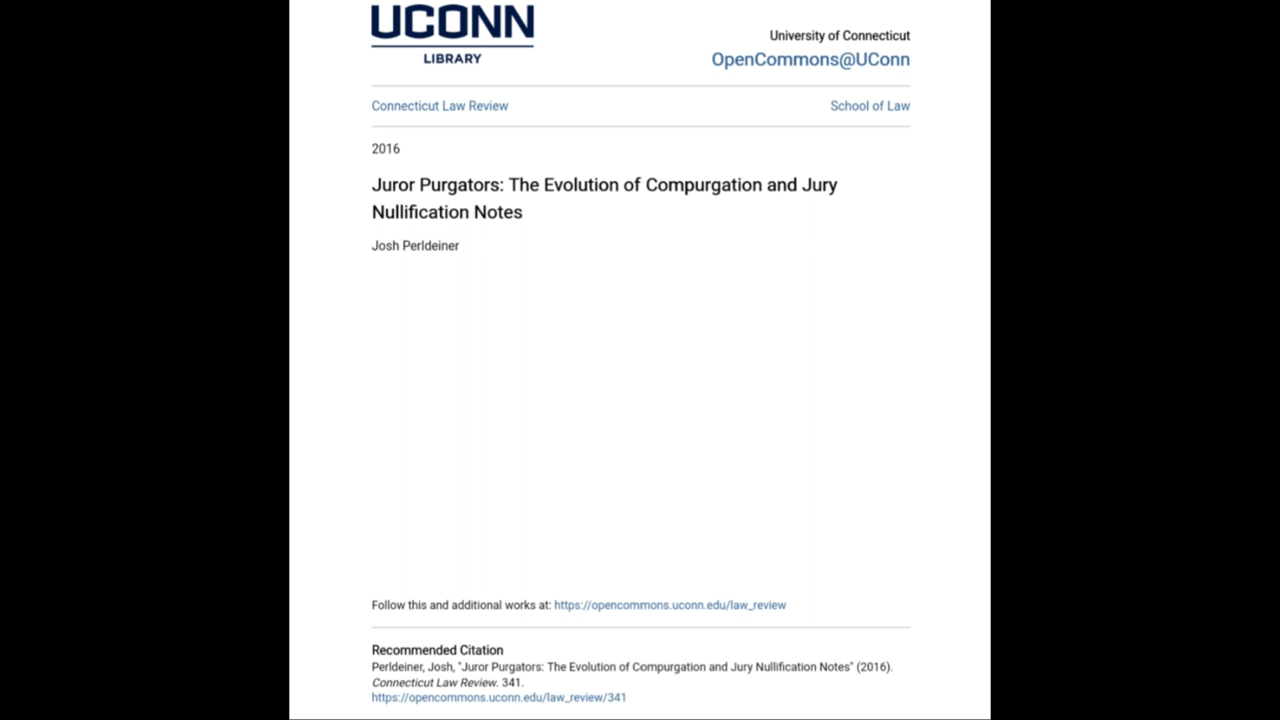 UCONN
LIBRARY
University of Connecticut
OpenCommons@UConn
Connecticut Law Review
School of Law
2016
Juror Purgators: The Evolution of Compurgation and Jury
Nullification Notes
Josh Perldeiner
Follow this and additional works at: https://opencommons.uconn.edu/law_review
Recommended Citation
Perldeiner, Josh, "Juror Purgators: The Evolution of Compurgation and Jury Nullification Notes" (2016).
Connecticut Law Review. 341.
https://opencommons.uconn.edu/law_review/341